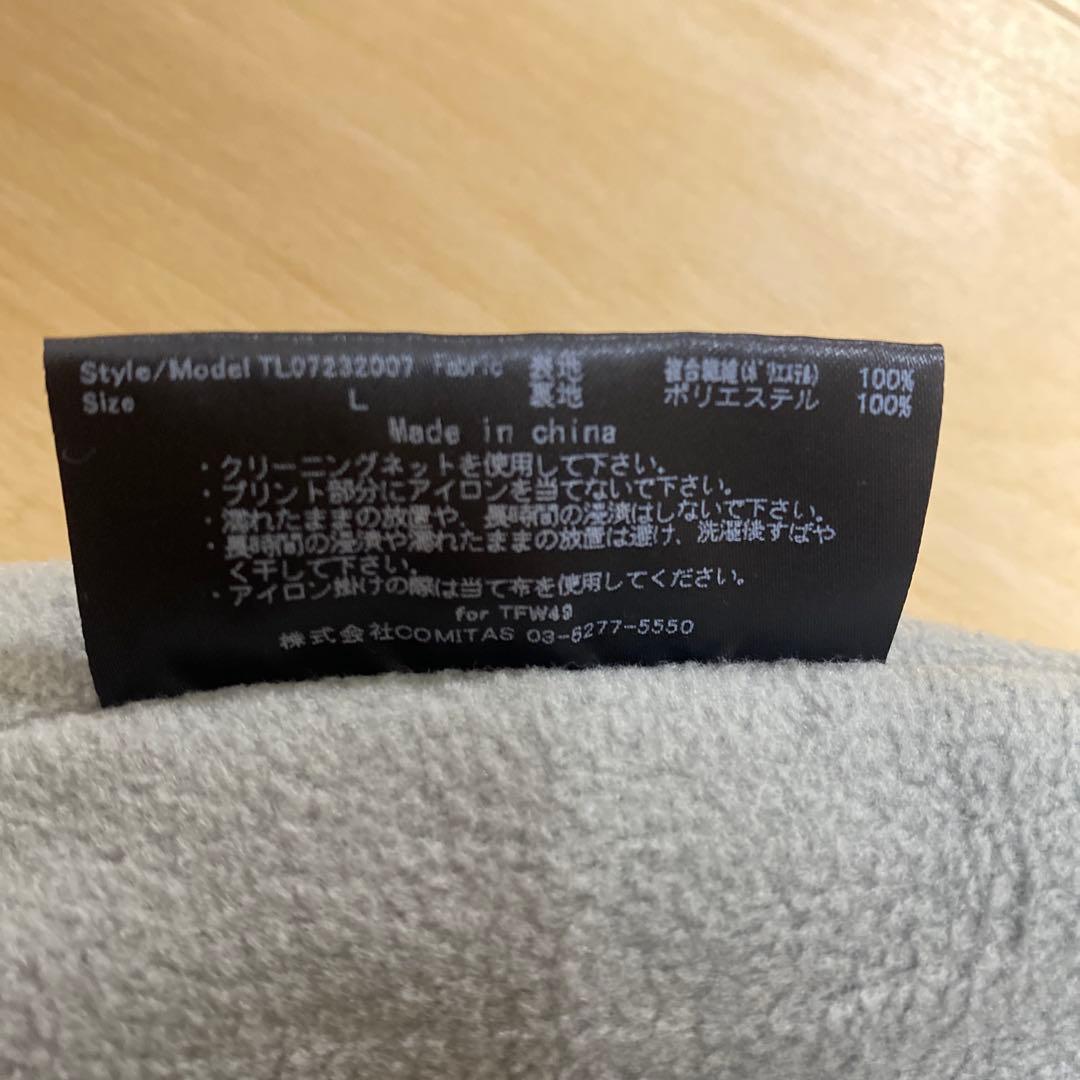 Style/Model TL07232007 Fabric 表地 複合繊維(ポリエステル) 100%
Size L 裏地 ポリエステル 100%
Made in china
・クリーニングネットを使用して下さい。
・プリント部分にアイロンを当てないで下さい。
・濡れたままの放置や、長時間の浸漬はしないで下さい。
・長時間の浸漬や濡れたままの放置は避け、洗濯後すばや
く干して下さい。
・アイロン掛けの際は当て布を使用してください。
for TFW49
株式会社COMITAS 03-6277-5550